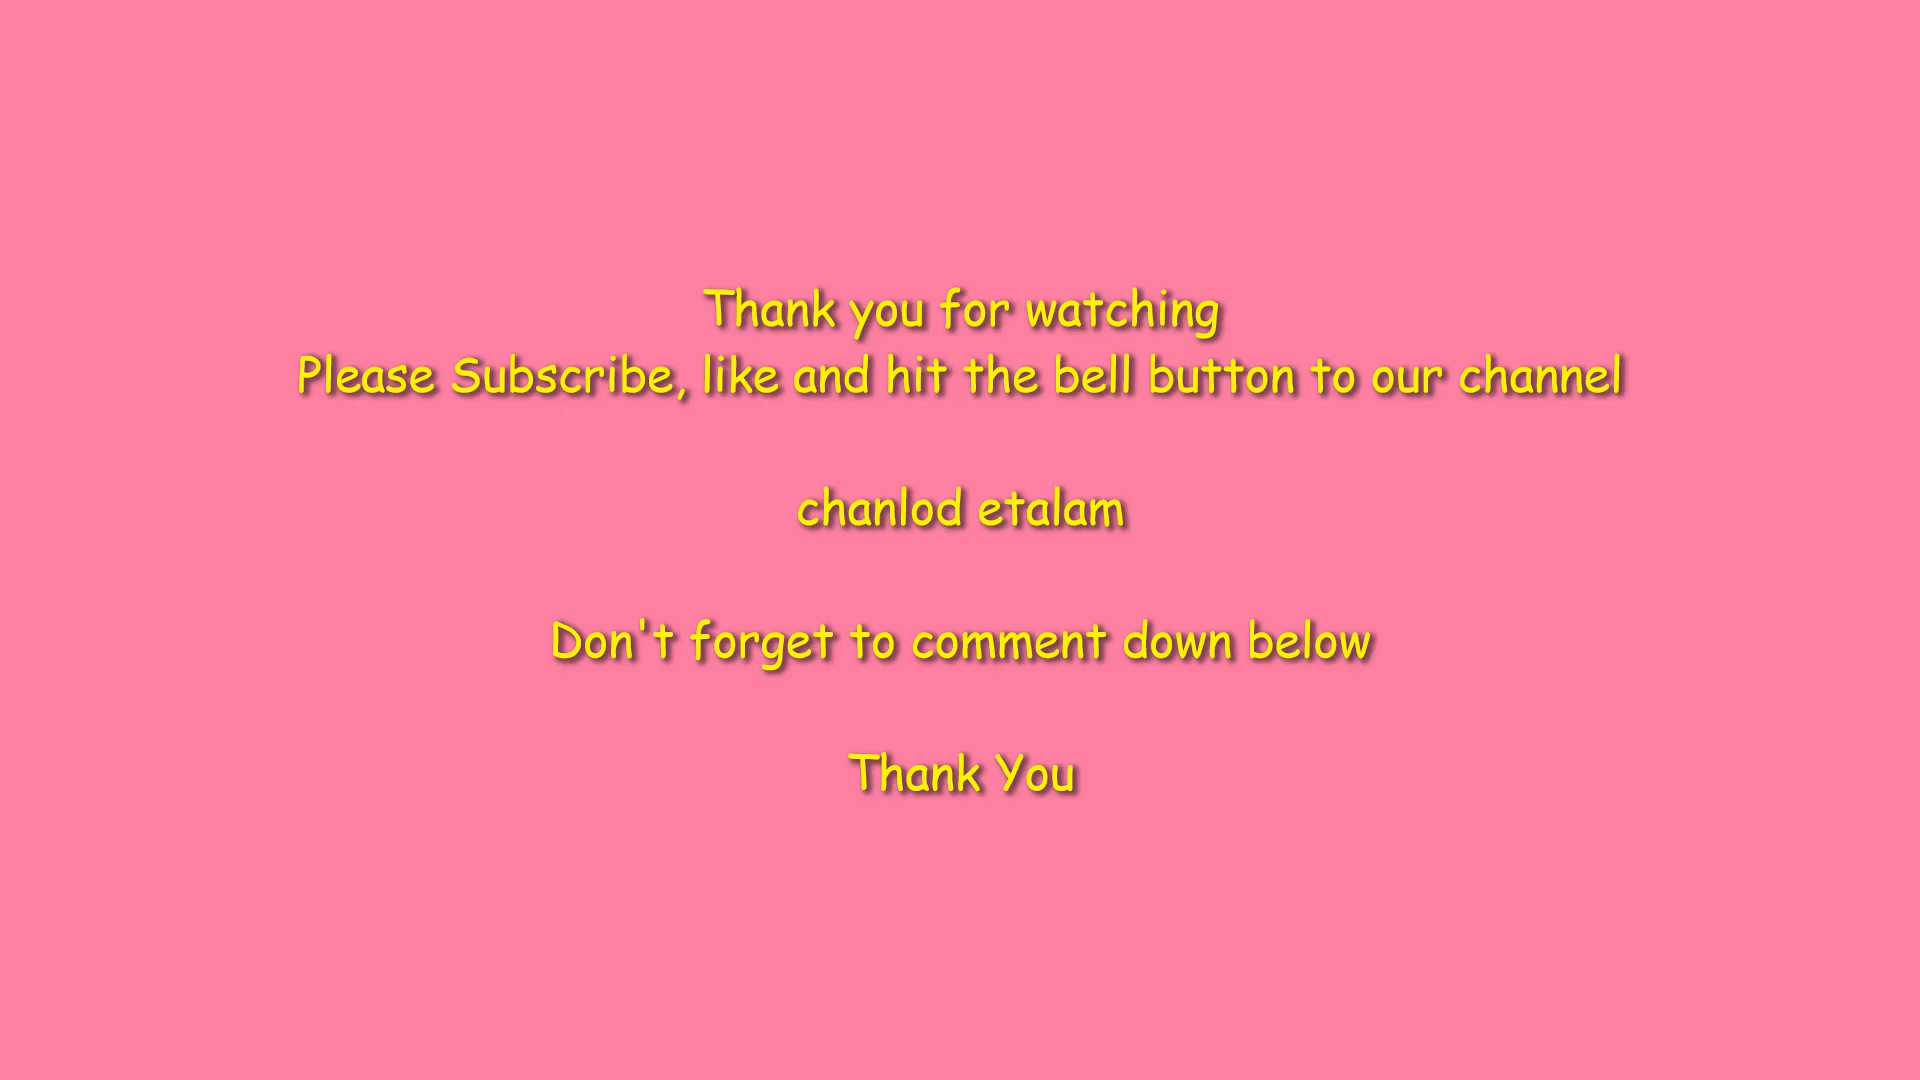 Thank you for watching
Please Subscribe, like and hit the bell button to our channel
chanlod etalam
Don't forget to comment down below
Thank You